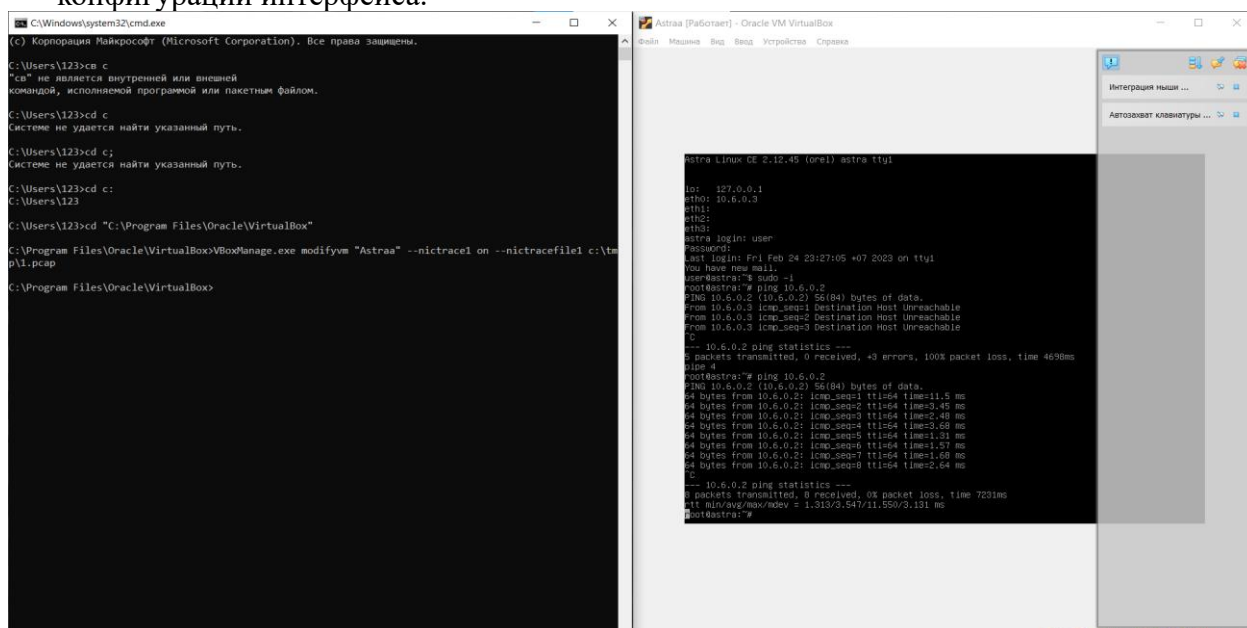 конфигурации интерфейса.
C:\Windows\system32\cmd.exe
(c) Корпорация Майкрософт (Microsoft Corporation). Все права защищены.
C:\Users\123>св с
"св" не является внутренней или внешней
командой, исполняемой программой или пакетным файлом.
C:\Users\123>cd c
Системе не удается найти указанный путь.
C:\Users\123>cd c;
Системе не удается найти указанный путь.
C:\Users\123>cd c:
C:\Users\123
C:\Users\123>cd "C:\Program Files\Oracle\VirtualBox"
C:\Program Files\Oracle\VirtualBox>VBoxManage.exe modifyvm "Astraa" --nictrace1 on --nictracefile1 c:\tm
p\1.pcap
C:\Program Files\Oracle\VirtualBox>
Astraa [Работает] - Oracle VM VirtualBox
Файл Машина Вид Ввод Устройства Справка
Интеграция мыши ...
Автозахват клавиатуры ...
Astra Linux CE 2.12.45 (orel) astra tty1
lo: 127.0.0.1
eth0: 10.6.0.3
eth1:
eth2:
eth3:
astra login: user
Password:
Last login: Fri Feb 24 23:27:05 +07 2023 on tty1
You have new mail.
user@astra:~$ sudo -i
root@astra:~# ping 10.6.0.2
PING 10.6.0.2 (10.6.0.2) 56(84) bytes of data.
From 10.6.0.3 icmp_seq=1 Destination Host Unreachable
From 10.6.0.3 icmp_seq=2 Destination Host Unreachable
From 10.6.0.3 icmp_seq=3 Destination Host Unreachable
^C
--- 10.6.0.2 ping statistics ---
5 packets transmitted, 0 received, +3 errors, 100% packet loss, time 4698ms
pipe 4
root@astra:~# ping 10.6.0.2
PING 10.6.0.2 (10.6.0.2) 56(84) bytes of data.
64 bytes from 10.6.0.2: icmp_seq=1 ttl=64 time=11.5 ms
64 bytes from 10.6.0.2: icmp_seq=2 ttl=64 time=3.45 ms
64 bytes from 10.6.0.2: icmp_seq=3 ttl=64 time=2.48 ms
64 bytes from 10.6.0.2: icmp_seq=4 ttl=64 time=3.68 ms
64 bytes from 10.6.0.2: icmp_seq=5 ttl=64 time=1.31 ms
64 bytes from 10.6.0.2: icmp_seq=6 ttl=64 time=1.57 ms
64 bytes from 10.6.0.2: icmp_seq=7 ttl=64 time=1.68 ms
64 bytes from 10.6.0.2: icmp_seq=8 ttl=64 time=2.64 ms
^C
--- 10.6.0.2 ping statistics ---
8 packets transmitted, 8 received, 0% packet loss, time 7231ms
rtt min/avg/max/mdev = 1.313/3.547/11.550/3.131 ms
root@astra:~#